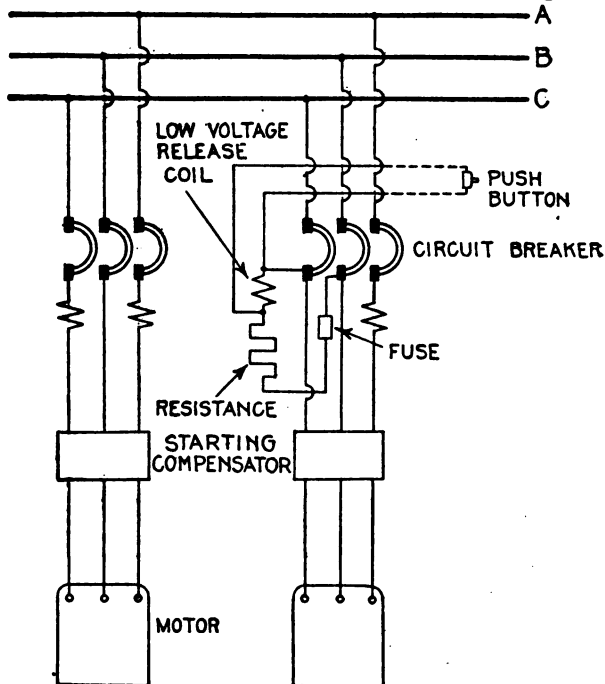 A
B
C
LOW VOLTAGE
RELEASE
COIL
PUSH
BUTTON
CIRCUIT BREAKER
FUSE
RESISTANCE
STARTING
COMPENSATOR
MOTOR